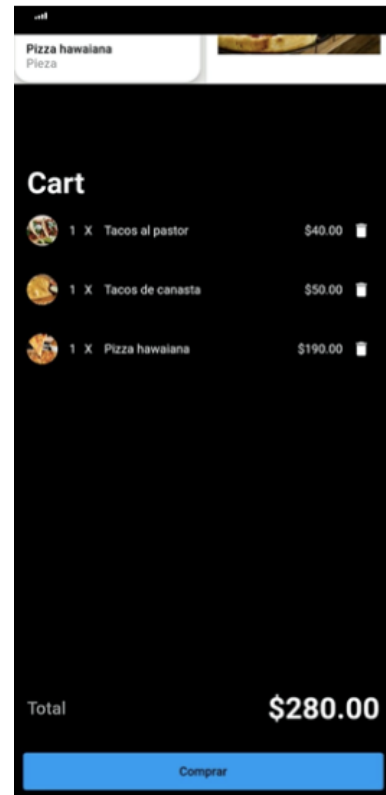 Pizza hawaiana
Pieza
Cart
1 X Tacos al pastor $40.00
1 X Tacos de canasta $50.00
1 X Pizza hawaiana $190.00
Total $280.00
Comprar